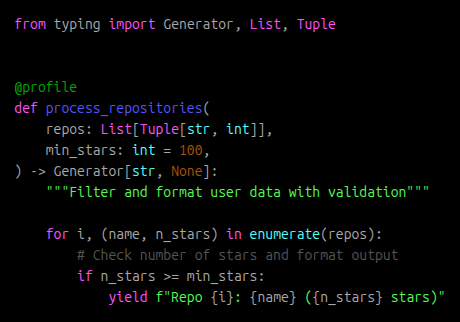 from typing import Generator, List, Tuple
@profile
def process_repositories(
    repos: List[Tuple[str, int]],
    min_stars: int = 100,
) -> Generator[str, None]:
    """Filter and format user data with validation"""
    for i, (name, n_stars) in enumerate(repos):
        # Check number of stars and format output
        if n_stars >= min_stars:
            yield f"Repo {i}: {name} ({n_stars} stars)"